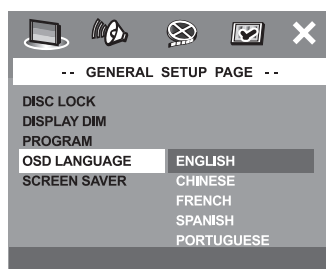 -- GENERAL SETUP PAGE --
DISC LOCK
DISPLAY DIM
PROGRAM
OSD LANGUAGE ENGLISH
SCREEN SAVER CHINESE
FRENCH
SPANISH
PORTUGUESE